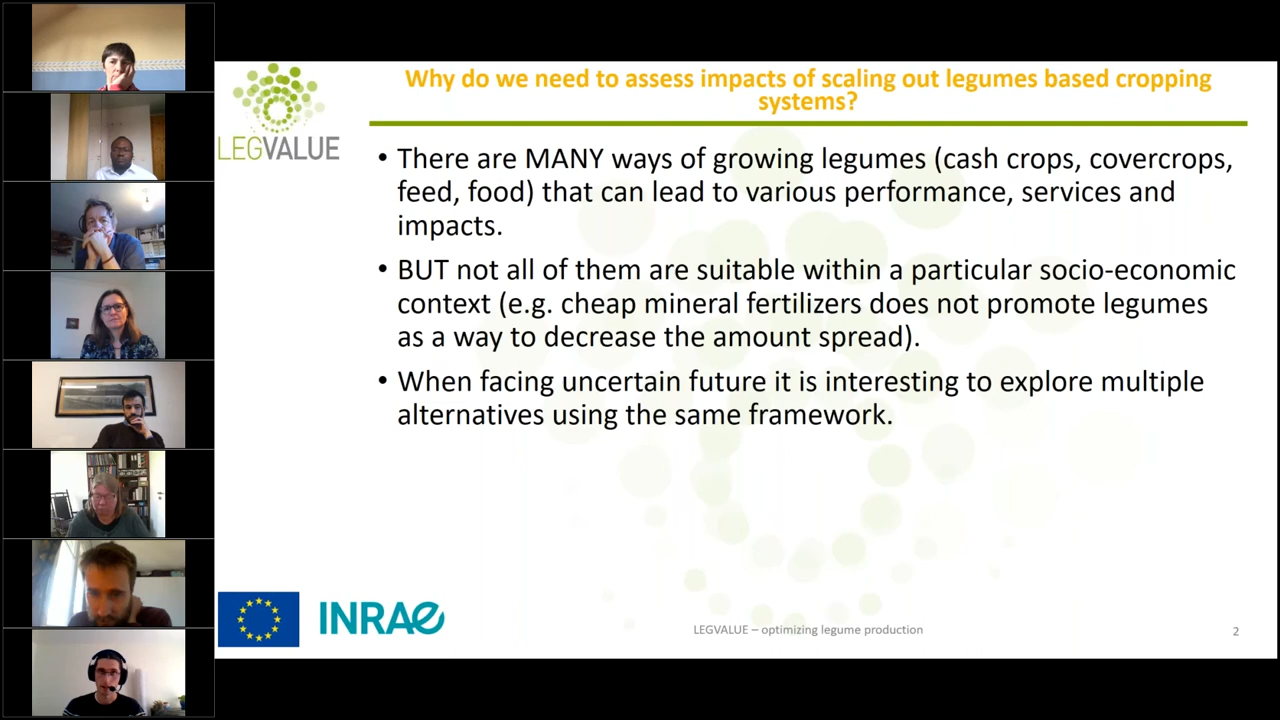 Why do we need to assess impacts of scaling out legumes based cropping
systems?
LEGVALUE
• There are MANY ways of growing legumes (cash crops, covercrops,
feed, food) that can lead to various performance, services and
impacts.
• BUT not all of them are suitable within a particular socio-economic
context (e.g. cheap mineral fertilizers does not promote legumes
as a way to decrease the amount spread).
• When facing uncertain future it is interesting to explore multiple
alternatives using the same framework.
INRAE
LEGVALUE – optimizing legume production
2